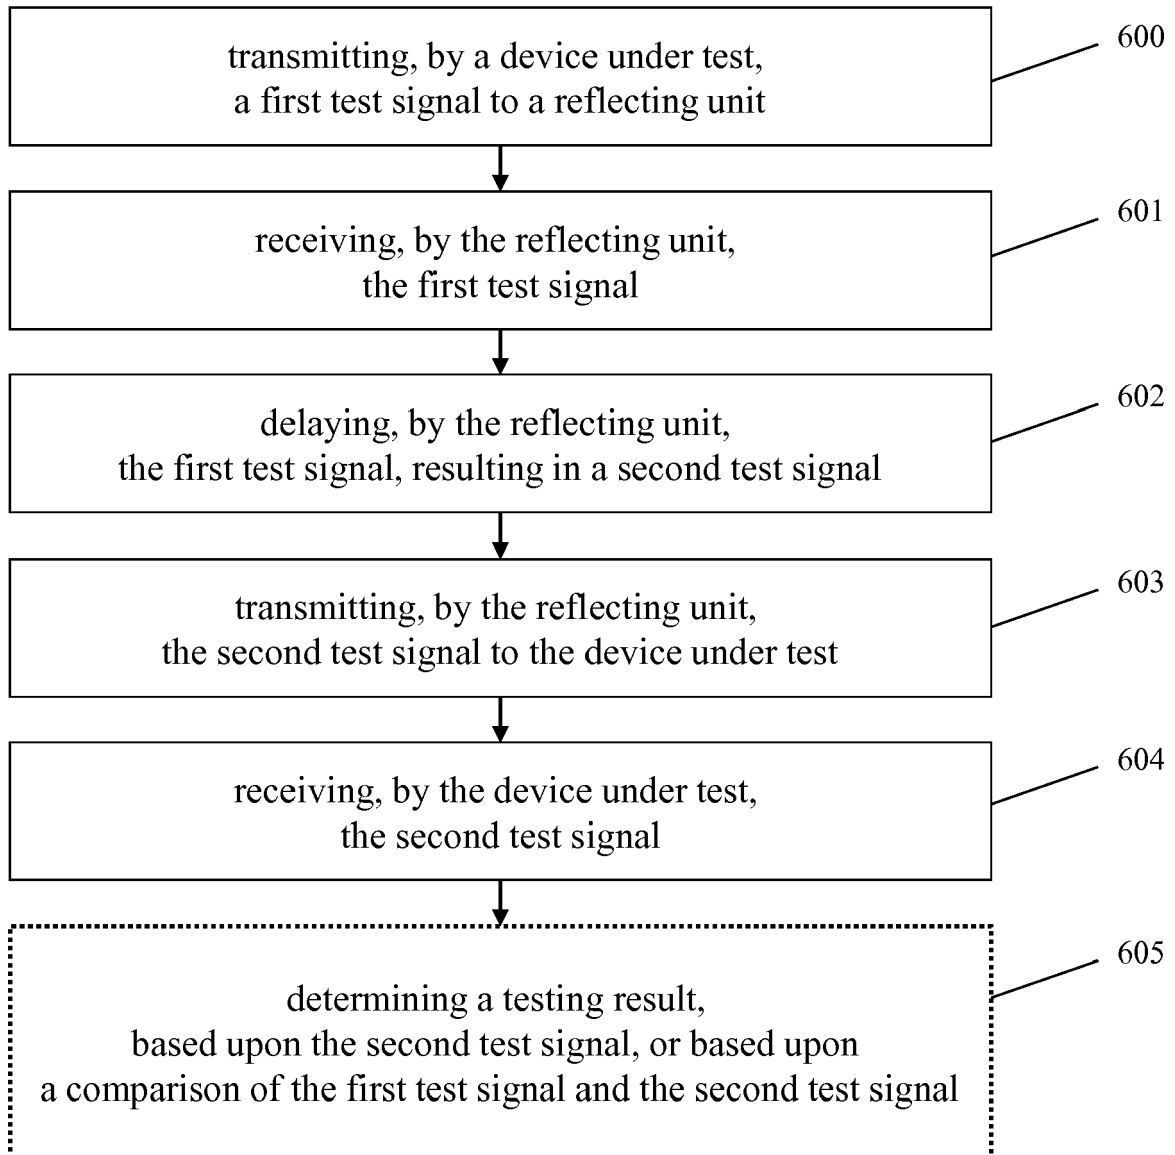 transmitting, by a device under test,
a first test signal to a reflecting unit
600
receiving, by the reflecting unit,
the first test signal
601
delaying, by the reflecting unit,
the first test signal, resulting in a second test signal
602
transmitting, by the reflecting unit,
the second test signal to the device under test
603
receiving, by the device under test,
the second test signal
604
determining a testing result,
based upon the second test signal, or based upon
a comparison of the first test signal and the second test signal
605